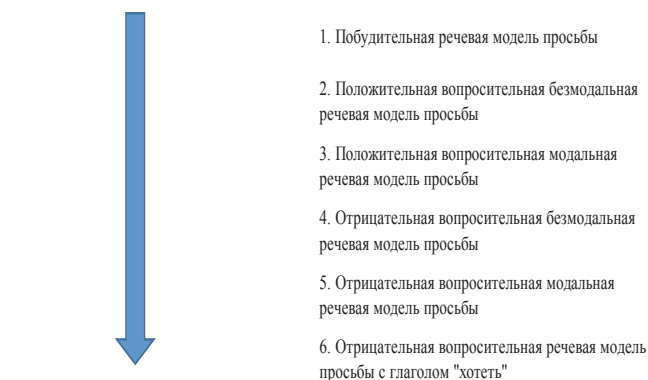 1. Побудительная речевая модель просьбы
2. Положительная вопросительная безмодальная
речевая модель просьбы
3. Положительная вопросительная модальная
речевая модель просьбы
4. Отрицательная вопросительная безмодальная
речевая модель просьбы
5. Отрицательная вопросительная модальная
речевая модель просьбы
6. Отрицательная вопросительная речевая модель
просьбы с глаголом "хотеть"